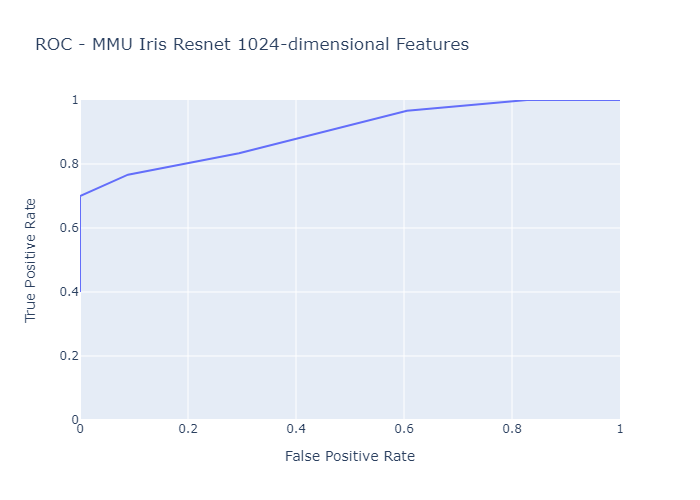 ROC - MMU Iris Resnet 1024-dimensional Features
1
0.8
0.6
0.4
0.2
0
True Positive Rate
0 0.2 0.4 0.6 0.8 1
False Positive Rate